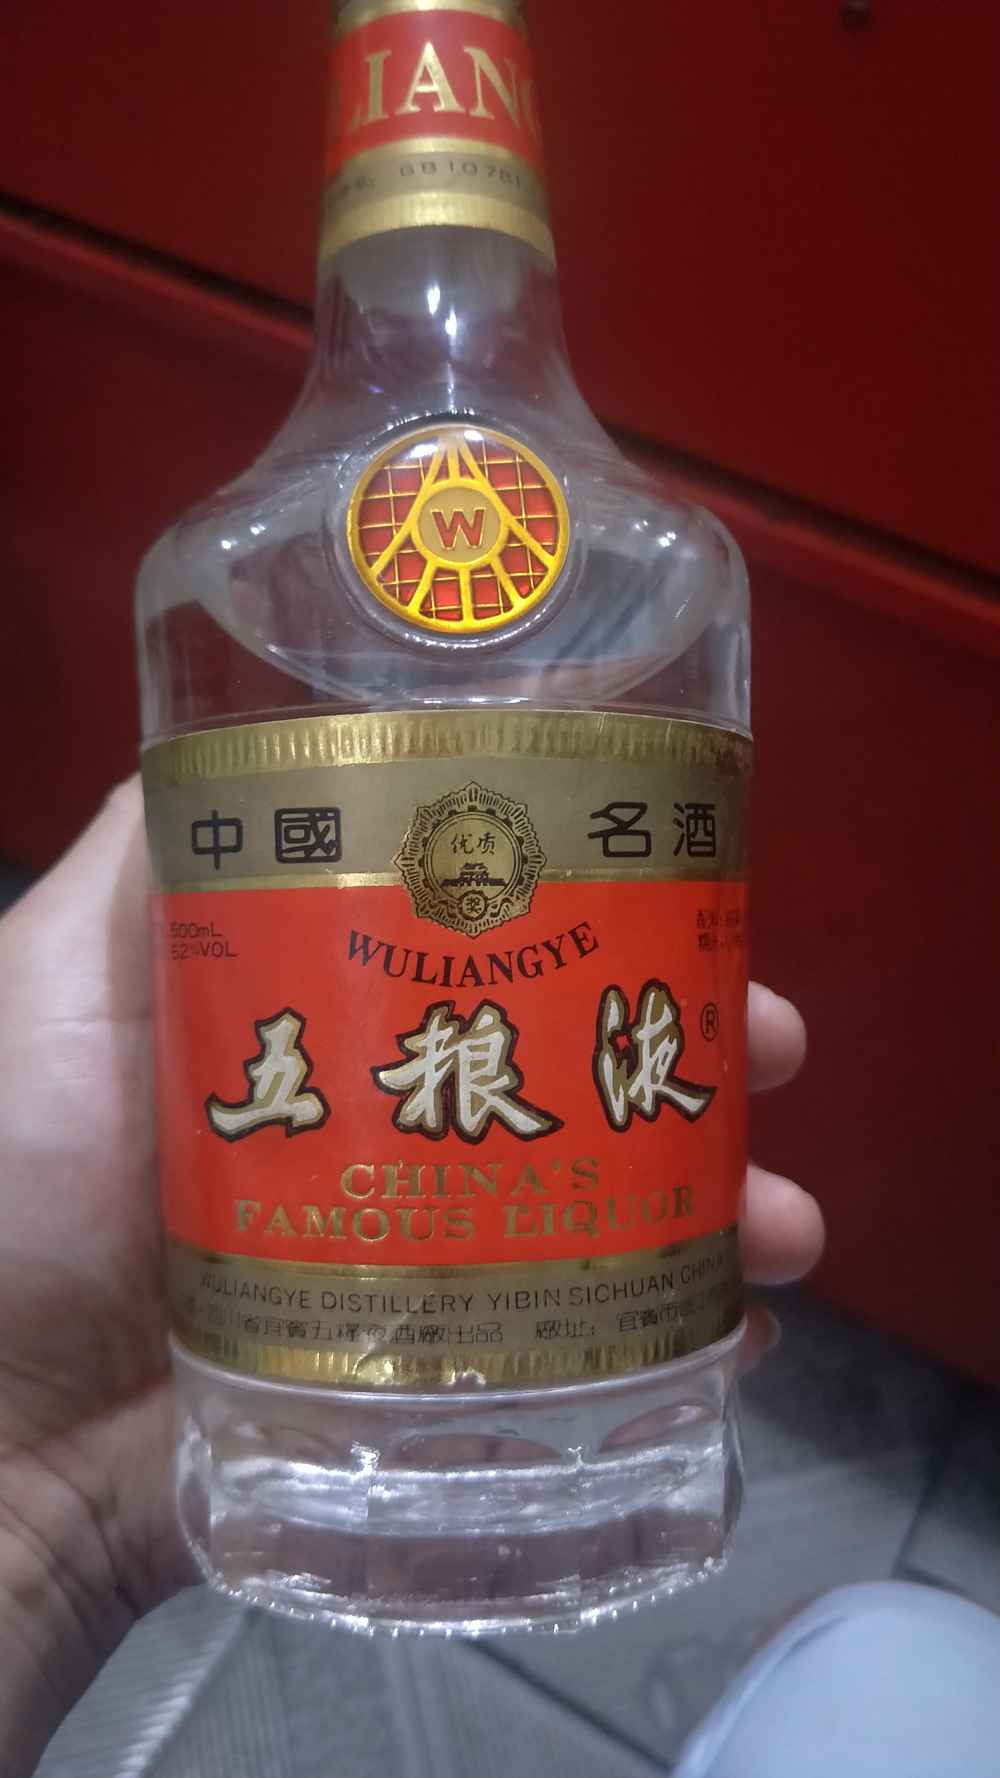 LIANG
GB10781
W
中國 名酒
优质
奖
500mL
52%VOL
WULIANGYE
五粮液®
CHINA'S
FAMOUS LIQUOR
WULIANGYE DISTILLERY YIBIN SICHUAN CHINA
四川省宜賓五糧液酒廠出品 廠址: 宜賓市